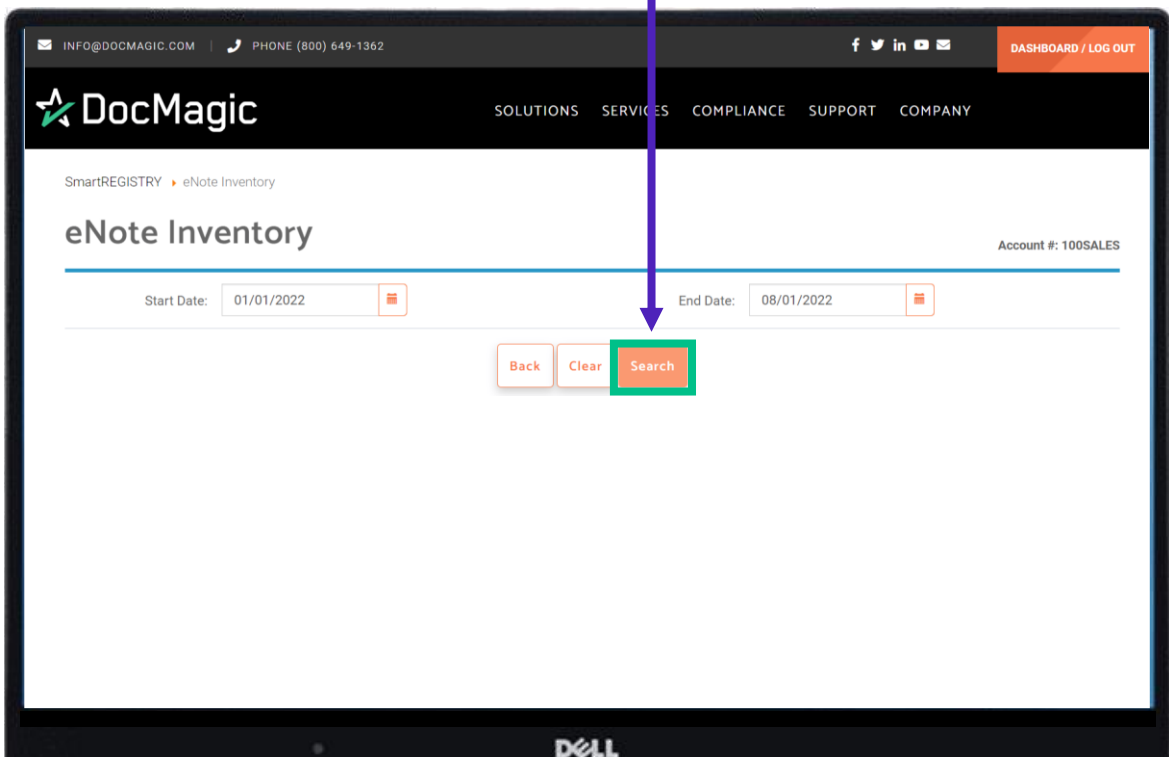 INFO@DOCMAGIC.COM | PHONE (800) 649-1362 DASHBOARD / LOG OUT
DocMagic SOLUTIONS SERVICES COMPLIANCE SUPPORT COMPANY
SmartREGISTRY eNote Inventory
eNote Inventory
Account #: 100SALES
Start Date: 01/01/2022 End Date: 08/01/2022
Back Clear Search
DELL